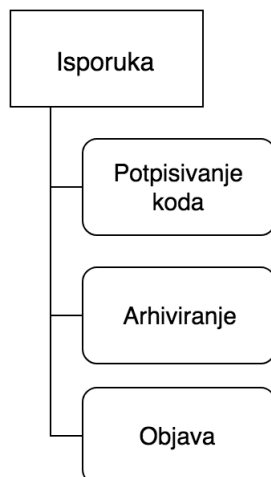 Isporuka
Potpisivanje
koda
Arhiviranje
Objava